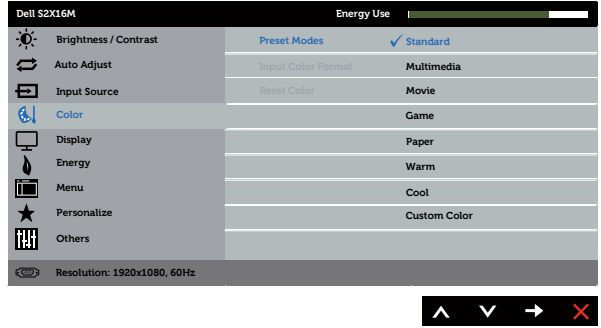 Dell S2X16M Energy Use
Brightness / Contrast Preset Modes Standard
Auto Adjust Input Color Format Multimedia
Input Source Reset Color Movie
Color Game
Display Paper
Energy Warm
Menu Cool
Personalize Custom Color
Others
Resolution: 1920x1080, 60Hz